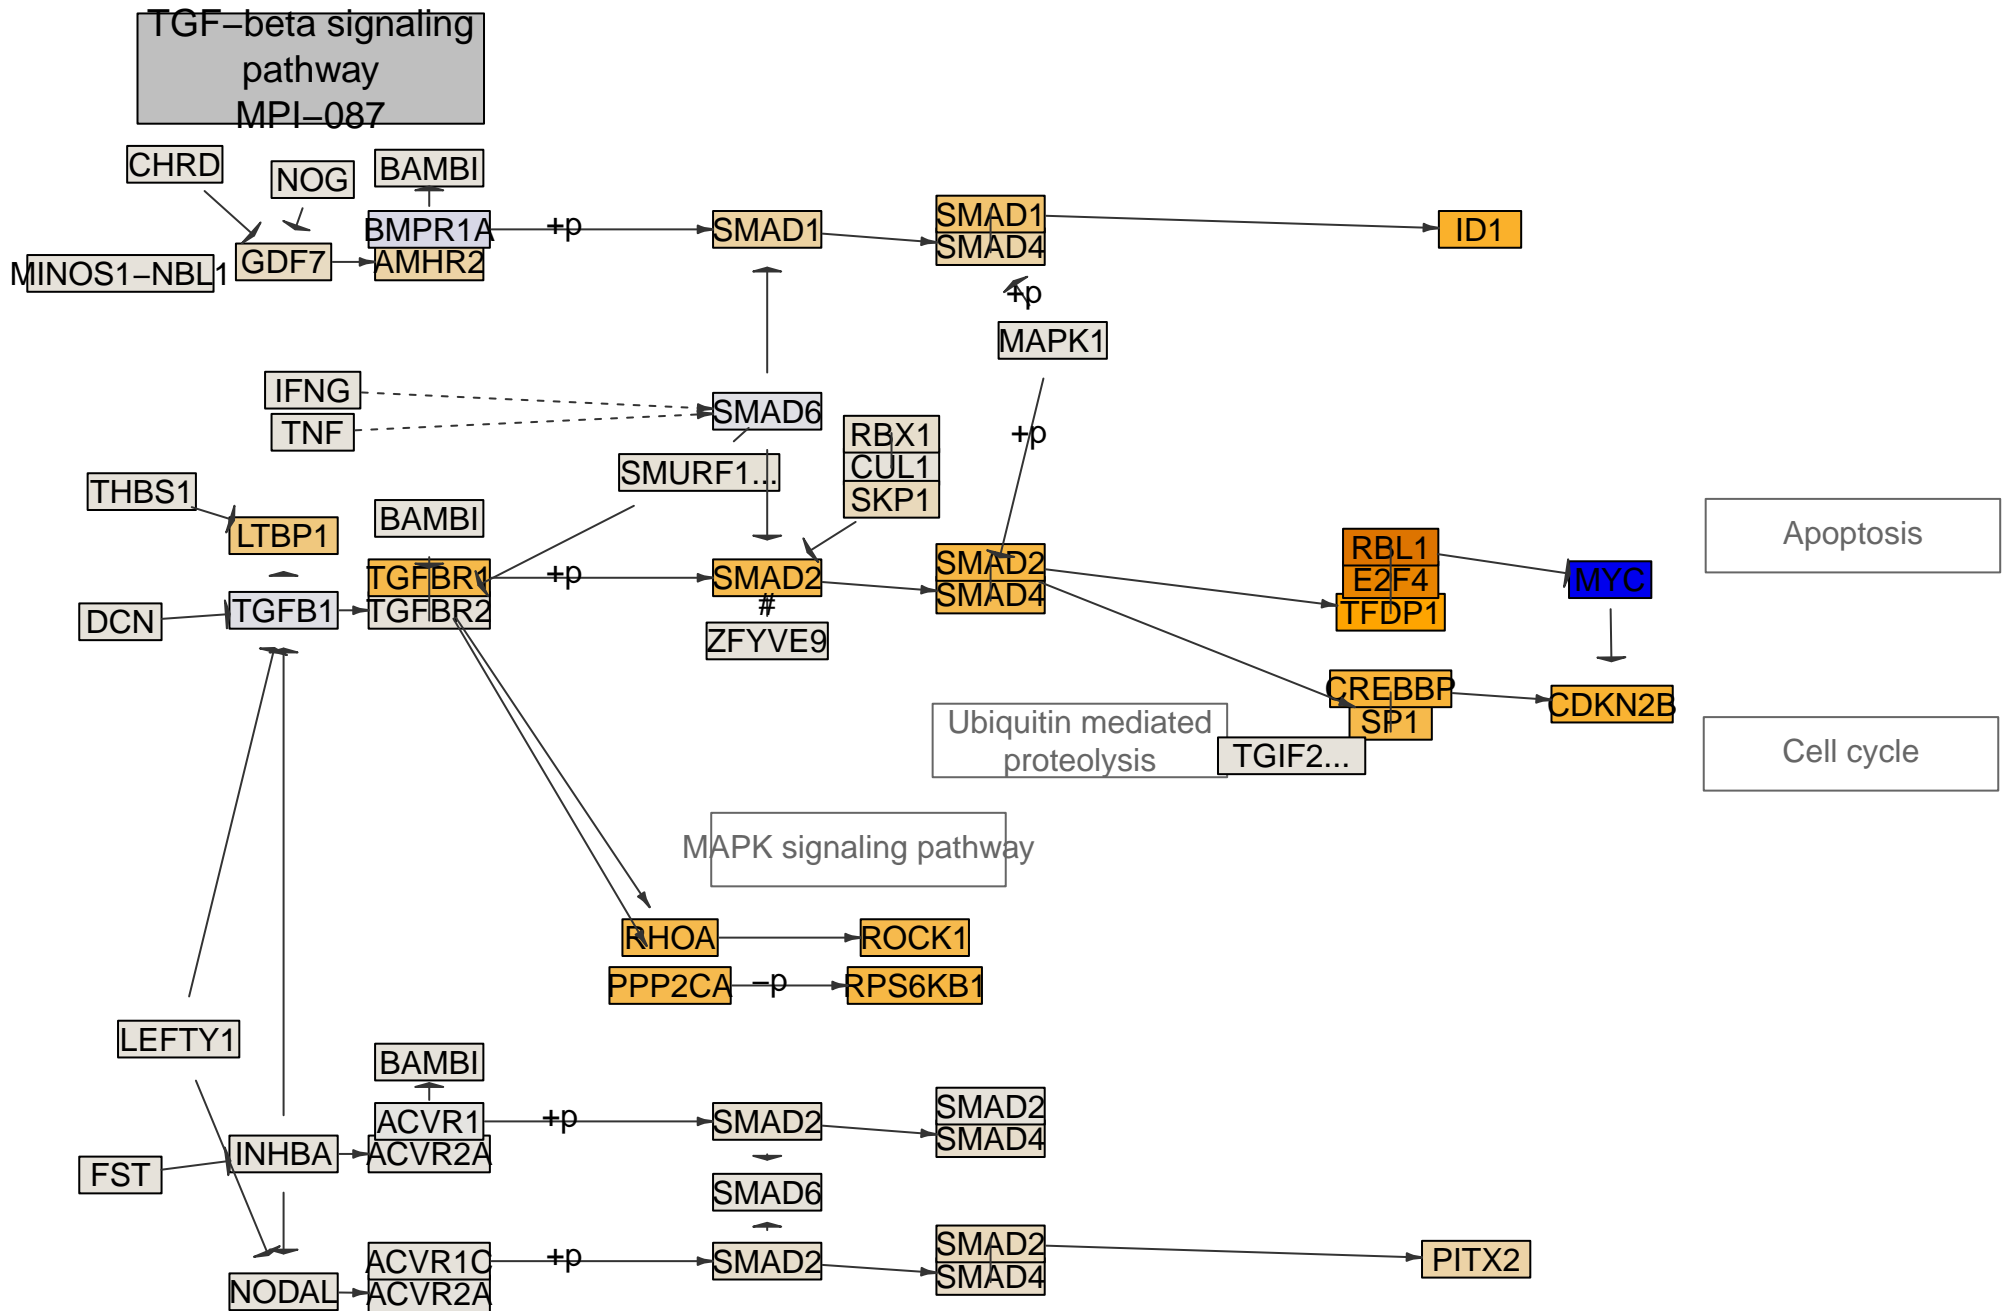 TGF−beta signaling
pathway
MPI−087
CHRD
NOG
BAMBI
BMPR1A
+p
SMAD1
SMAD1
SMAD4
ID1
MINOS1−NBL1
GDF7
AMHR2
+p
MAPK1
IFNG
TNF
SMAD6
RBX1
CUL1
SKP1
+p
SMURF1...
THBS1
LTBP1
BAMBI
TGFBR1
TGFBR2
+p
SMAD2
#
ZFYVE9
SMAD2
SMAD4
RBL1
E2F4
TFDP1
MYC
Apoptosis
DCN
TGFB1
CREBBP
SP1
CDKN2B
Ubiquitin mediated
proteolysis
TGIF2...
Cell cycle
MAPK signaling pathway
RHOA
ROCK1
PPP2CA
−p
RPS6KB1
LEFTY1
BAMBI
ACVR1
ACVR2A
+p
SMAD2
SMAD2
SMAD4
INHBA
FST
SMAD6
ACVR1C
ACVR2A
+p
SMAD2
SMAD2
SMAD4
PITX2
NODAL